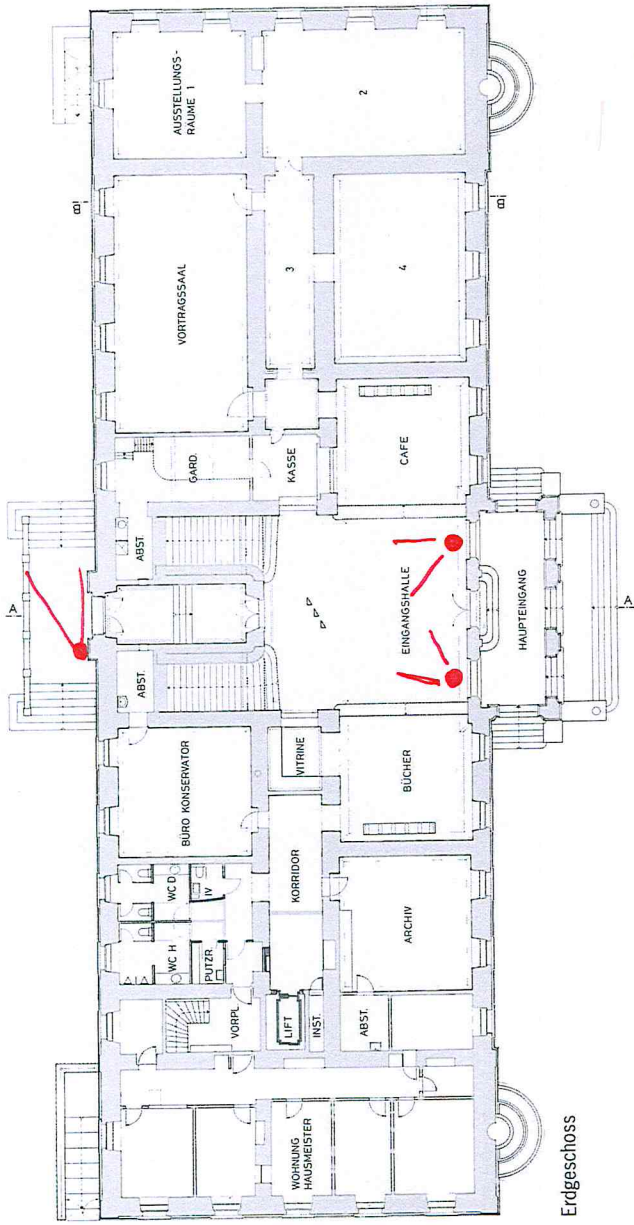 AUSSTELLUNGS-
RÄUME 1
2
VORTRAGSSAAL
3
4
B
B
GARD.
KASSE
CAFE
ABST.
A
ABST.
EINGANGSHALLE
HAUPTEINGANG
A
BÜRO KONSERVATOR
VITRINE
BÜCHER
WC D
IV
WC H
PUTZR.
KORRIDOR
ARCHIV
VORPL
LIFT
INST.
ABST.
WOHNUNG
HAUSMEISTER
Erdgeschoss